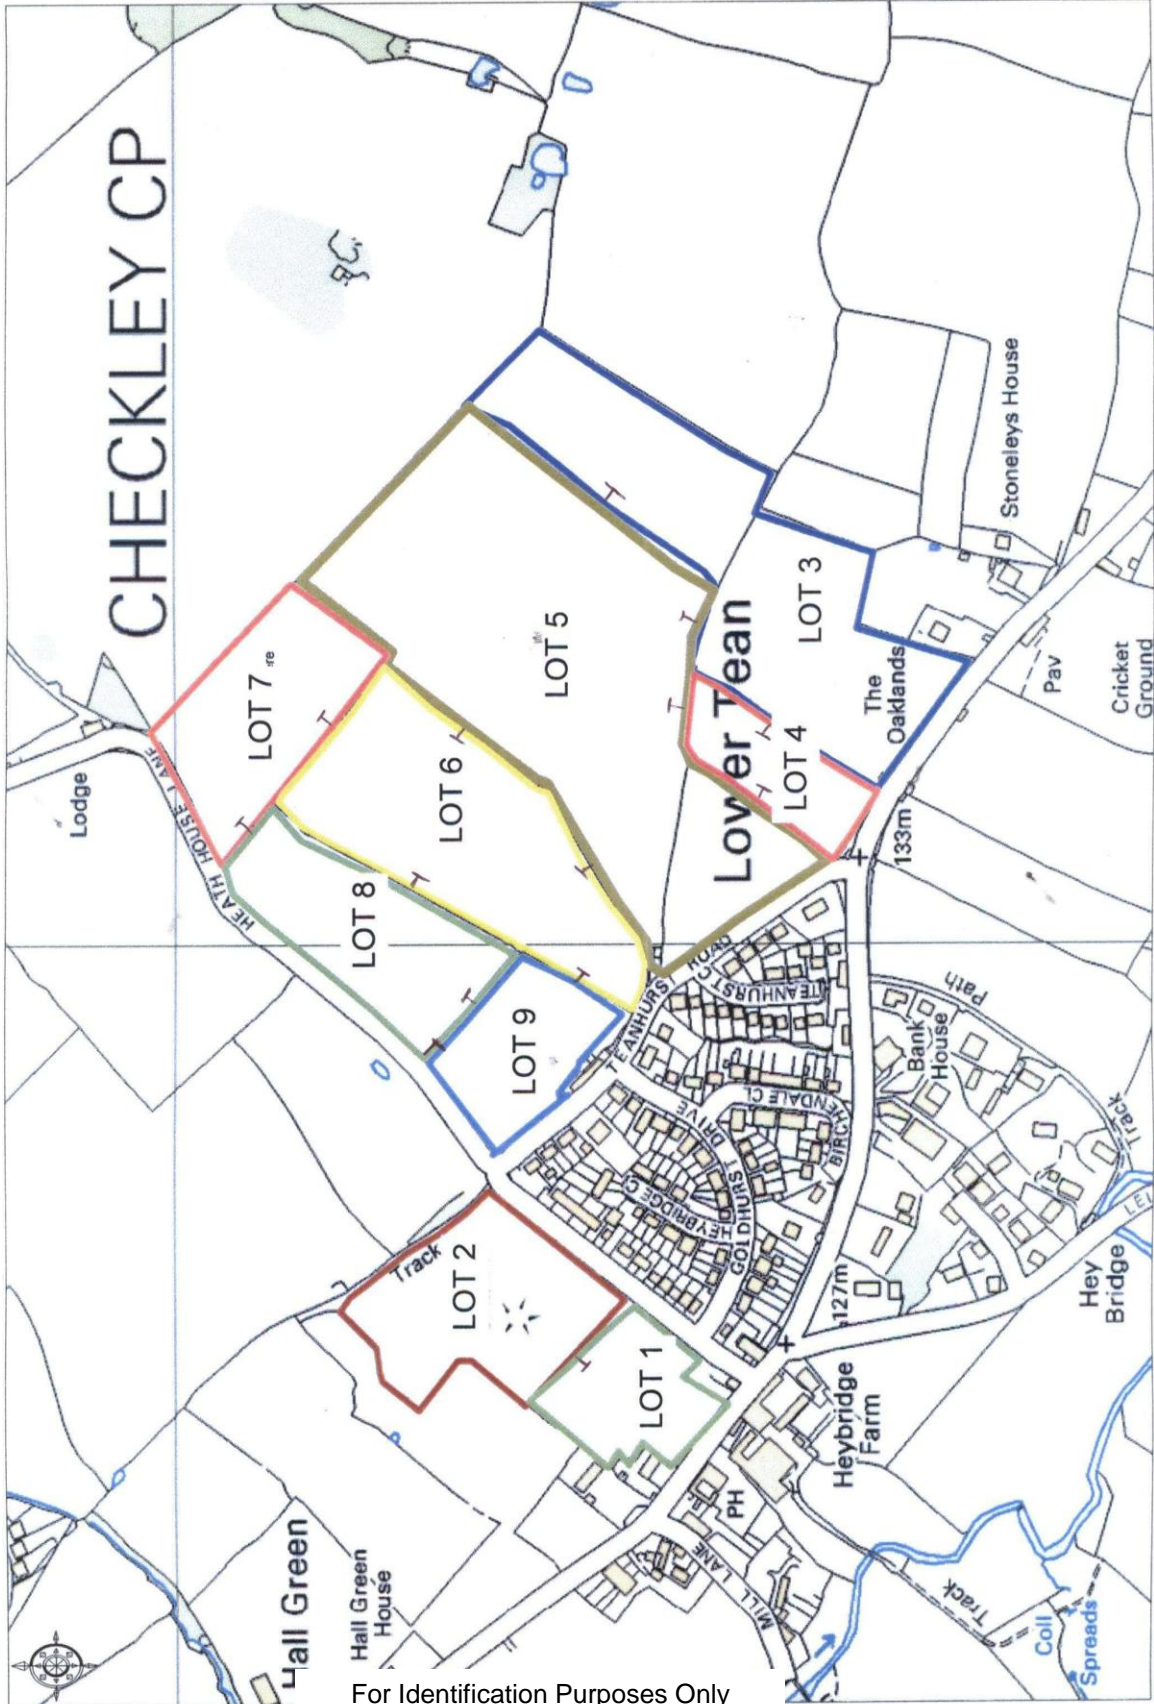 CHECKLEY CP
Lodge
HEATH HOUSE LANE
LOT 7
LOT 8
LOT 6
LOT 5
LOT 9
Lower Tean
LOT 3
LOT 4
The
Oaklands
Stoneleys House
Pav
Cricket
Ground
133m
TEANHURST ROAD
TEANHURST C
Track
LOT 2
LOT 1
HEYBRIDGE CL
GOLDHURST DRIVE
BIRCHENDALE CL
Path
Bank
House
Track
127m
Hey
Bridge
Heybridge
Farm
PH
MILL LANE
Hall Green
Hall Green
House
Track
Coll
Spreads
For Identification Purposes Only